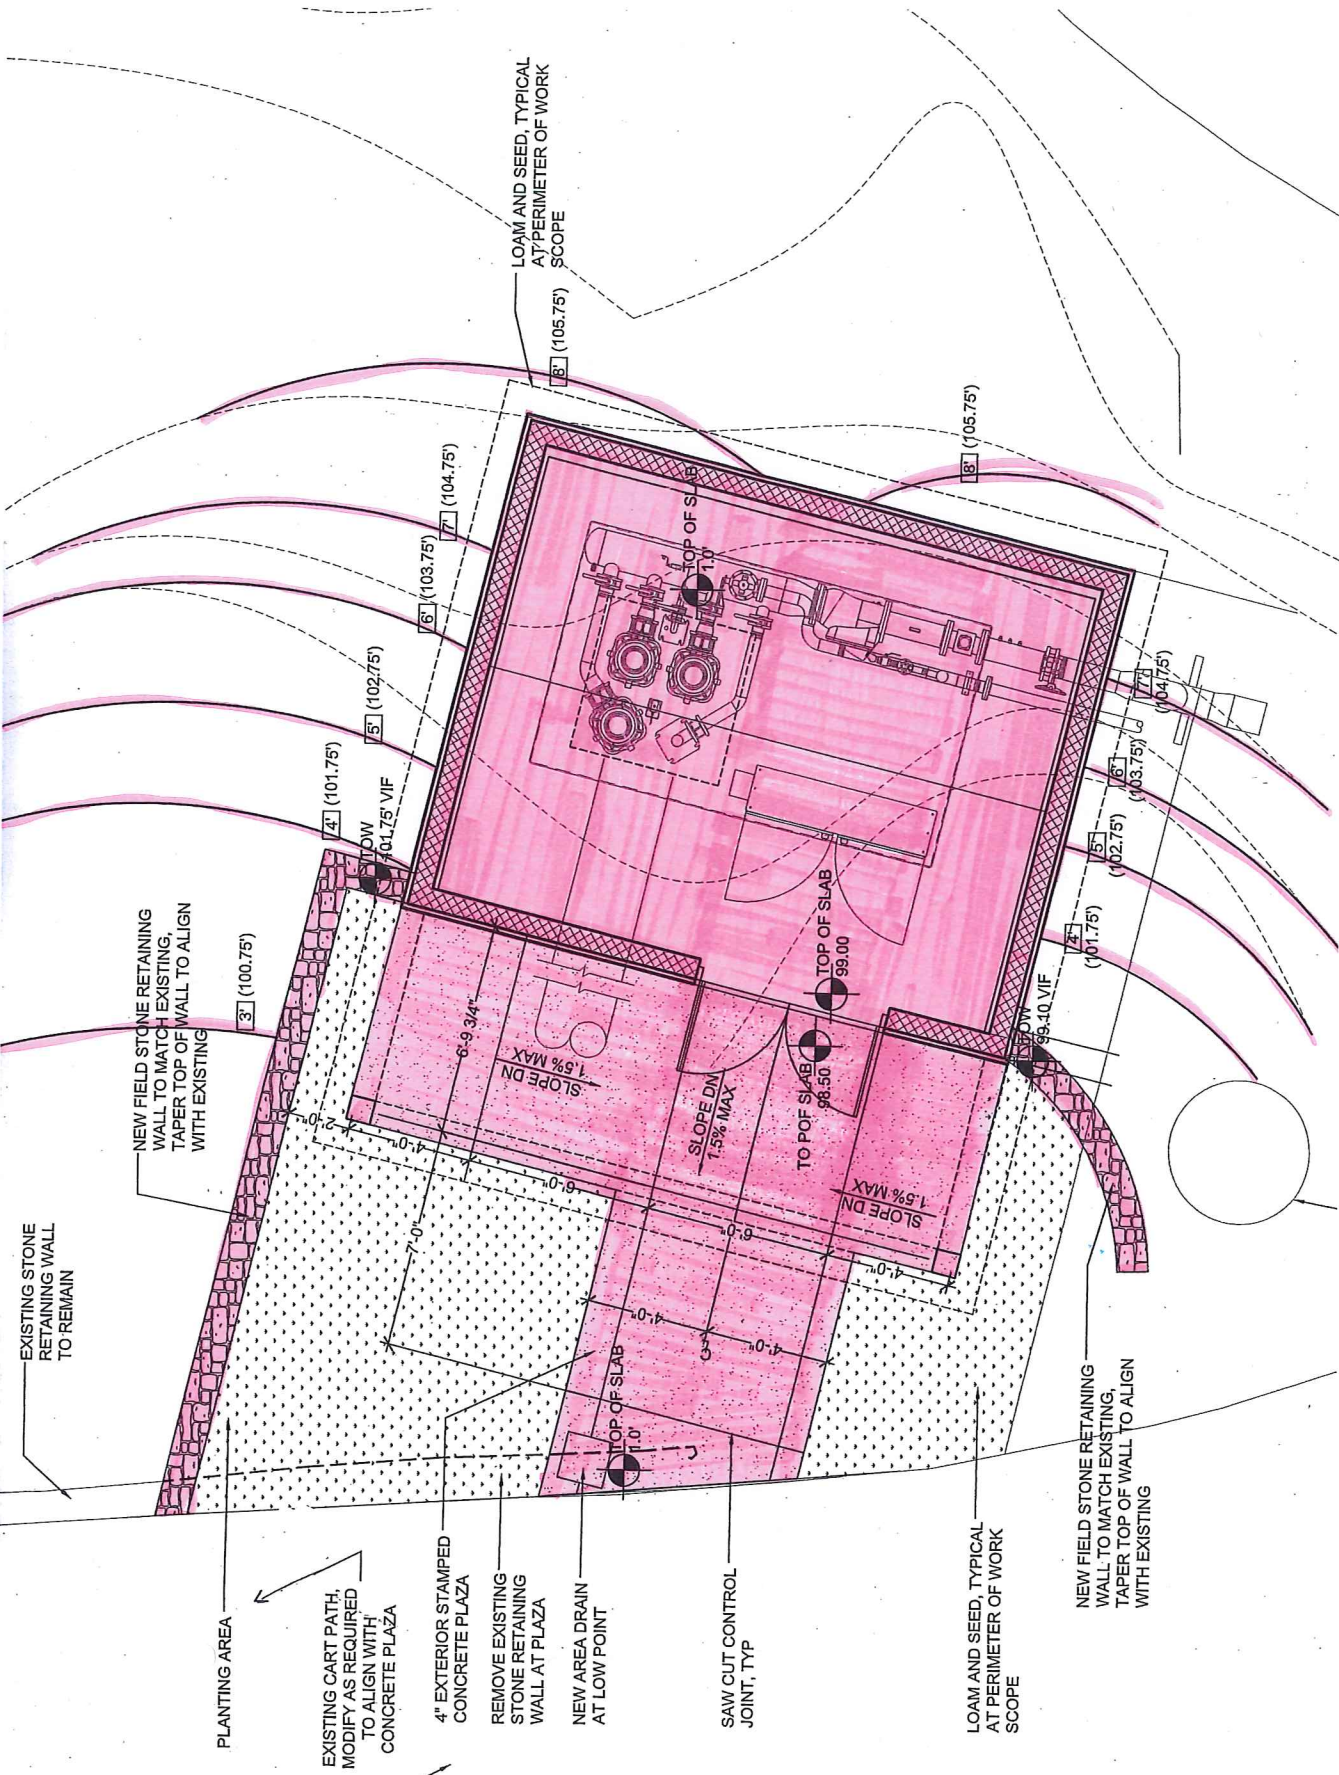 EXISTING STONE
RETAINING WALL
TO REMAIN
NEW FIELD STONE RETAINING
WALL TO MATCH EXISTING,
TAPER TOP OF WALL TO ALIGN
WITH EXISTING
3' (100.75')
4' (101.75')
TOW
101.75' VIF
5' (102.75')
6' (103.75')
7' (104.75')
8' (105.75')
LOAM AND SEED, TYPICAL
AT PERIMETER OF WORK
SCOPE
8' (105.75')
TOP OF SLAB
1.0'
7'
(104.75')
6'
(103.75')
5'
(102.75')
4'
(101.75')
TOP OF SLAB
99.00
TO POF SLAB
98.50
TOW
99.10 VIF
6'-9 3/4"
SLOPE DN
1.5% MAX
SLOPE DN
1.5% MAX
SLOPE DN
1.5% MAX
2'-0"
4'-0"
6'-0"
6'-0"
4'-0"
7'-0"
4'-0"
4'-0"
TOP OF SLAB
1.0'
PLANTING AREA
EXISTING CART PATH,
MODIFY AS REQUIRED
TO ALIGN WITH
CONCRETE PLAZA
4" EXTERIOR STAMPED
CONCRETE PLAZA
REMOVE EXISTING
STONE RETAINING
WALL AT PLAZA
NEW AREA DRAIN
AT LOW POINT
SAW CUT CONTROL
JOINT, TYP
LOAM AND SEED, TYPICAL
AT PERIMETER OF WORK
SCOPE
NEW FIELD STONE RETAINING
WALL TO MATCH EXISTING,
TAPER TOP OF WALL TO ALIGN
WITH EXISTING